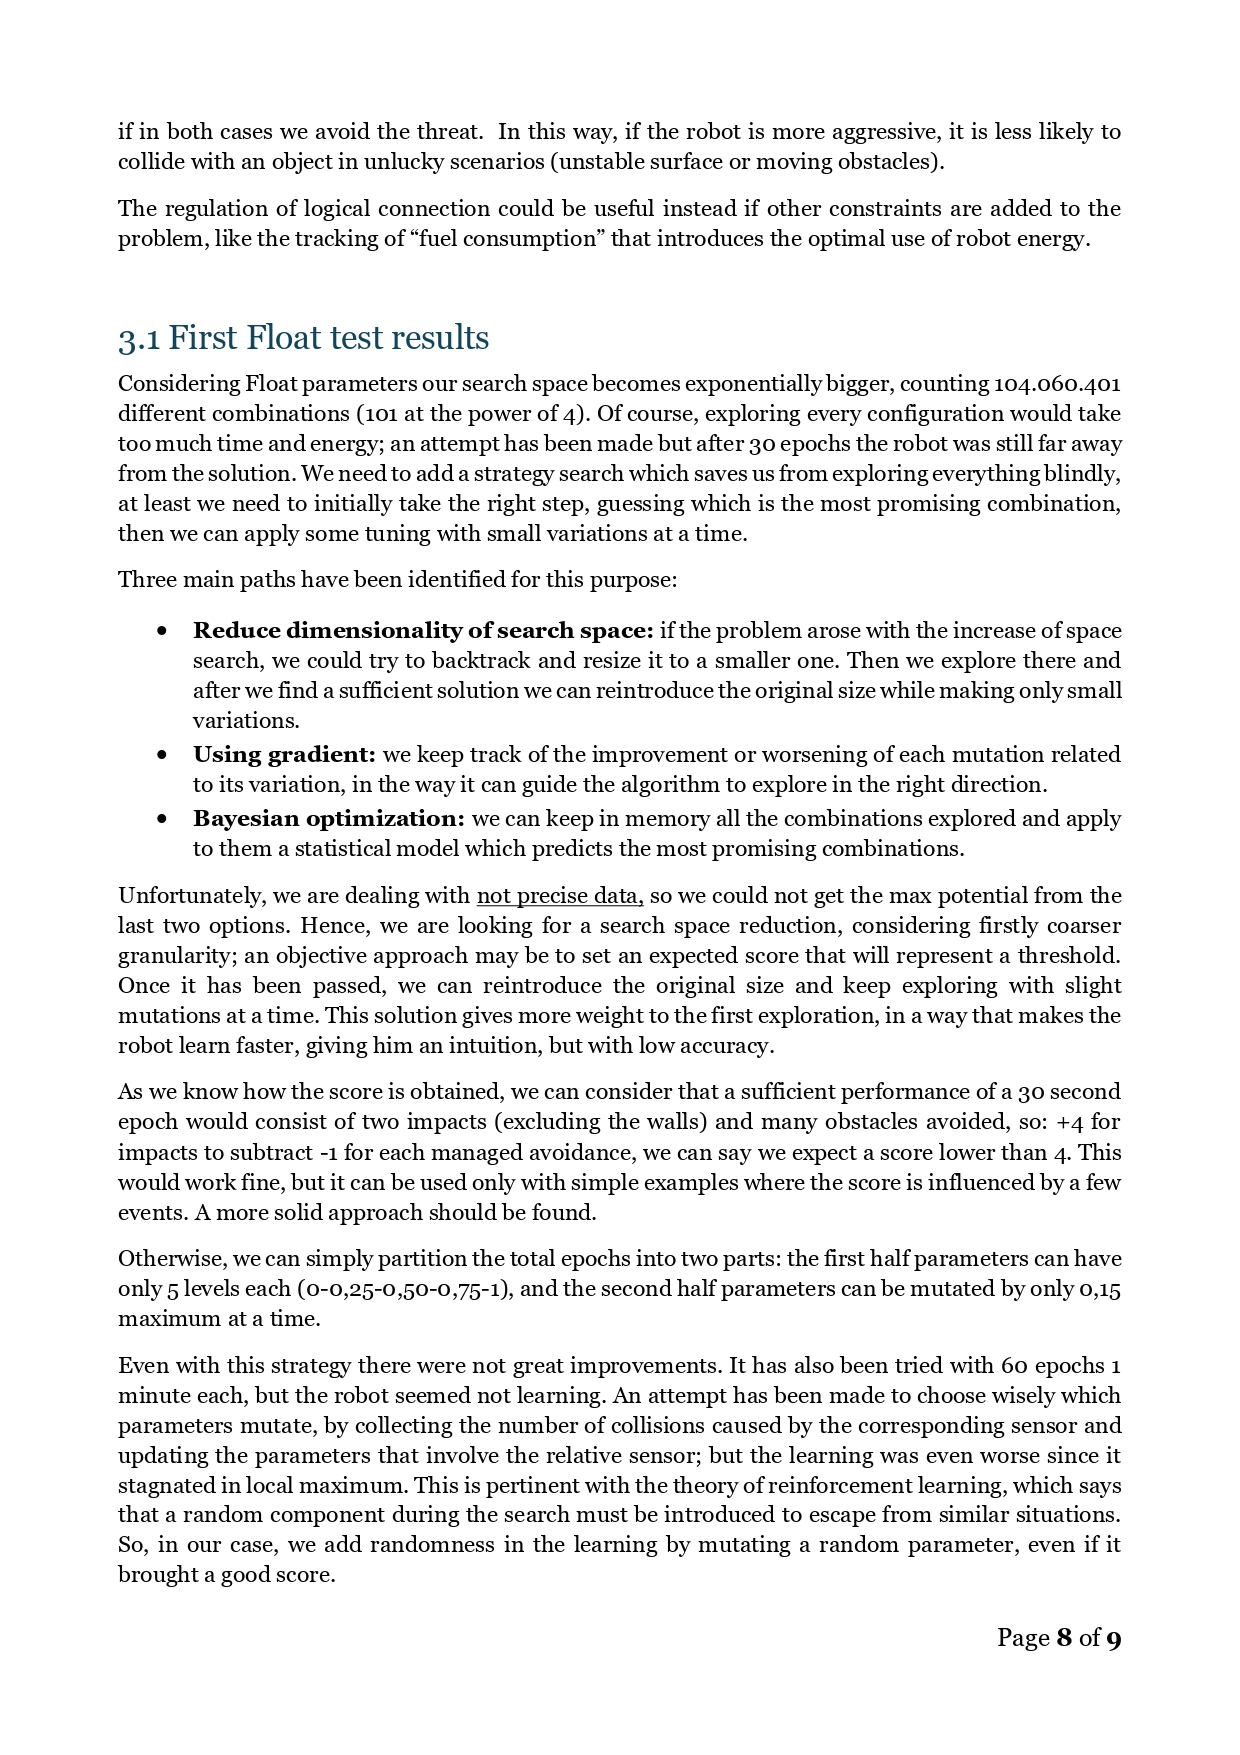 if in both cases we avoid the threat.  In this way, if the robot is more aggressive, it is less likely to
collide with an object in unlucky scenarios (unstable surface or moving obstacles).
The regulation of logical connection could be useful instead if other constraints are added to the
problem, like the tracking of “fuel consumption” that introduces the optimal use of robot energy.
3.1 First Float test results
Considering Float parameters our search space becomes exponentially bigger, counting 104.060.401
different combinations (101 at the power of 4). Of course, exploring every configuration would take
too much time and energy; an attempt has been made but after 30 epochs the robot was still far away
from the solution. We need to add a strategy search which saves us from exploring everything blindly,
at least we need to initially take the right step, guessing which is the most promising combination,
then we can apply some tuning with small variations at a time.
Three main paths have been identified for this purpose:
• Reduce dimensionality of search space: if the problem arose with the increase of space
search, we could try to backtrack and resize it to a smaller one. Then we explore there and
after we find a sufficient solution we can reintroduce the original size while making only small
variations.
• Using gradient: we keep track of the improvement or worsening of each mutation related
to its variation, in the way it can guide the algorithm to explore in the right direction.
• Bayesian optimization: we can keep in memory all the combinations explored and apply
to them a statistical model which predicts the most promising combinations.
Unfortunately, we are dealing with not precise data, so we could not get the max potential from the
last two options. Hence, we are looking for a search space reduction, considering firstly coarser
granularity; an objective approach may be to set an expected score that will represent a threshold.
Once it has been passed, we can reintroduce the original size and keep exploring with slight
mutations at a time. This solution gives more weight to the first exploration, in a way that makes the
robot learn faster, giving him an intuition, but with low accuracy.
As we know how the score is obtained, we can consider that a sufficient performance of a 30 second
epoch would consist of two impacts (excluding the walls) and many obstacles avoided, so: +4 for
impacts to subtract -1 for each managed avoidance, we can say we expect a score lower than 4. This
would work fine, but it can be used only with simple examples where the score is influenced by a few
events. A more solid approach should be found.
Otherwise, we can simply partition the total epochs into two parts: the first half parameters can have
only 5 levels each (0-0,25-0,50-0,75-1), and the second half parameters can be mutated by only 0,15
maximum at a time.
Even with this strategy there were not great improvements. It has also been tried with 60 epochs 1
minute each, but the robot seemed not learning. An attempt has been made to choose wisely which
parameters mutate, by collecting the number of collisions caused by the corresponding sensor and
updating the parameters that involve the relative sensor; but the learning was even worse since it
stagnated in local maximum. This is pertinent with the theory of reinforcement learning, which says
that a random component during the search must be introduced to escape from similar situations.
So, in our case, we add randomness in the learning by mutating a random parameter, even if it
brought a good score.
Page 8 of 9